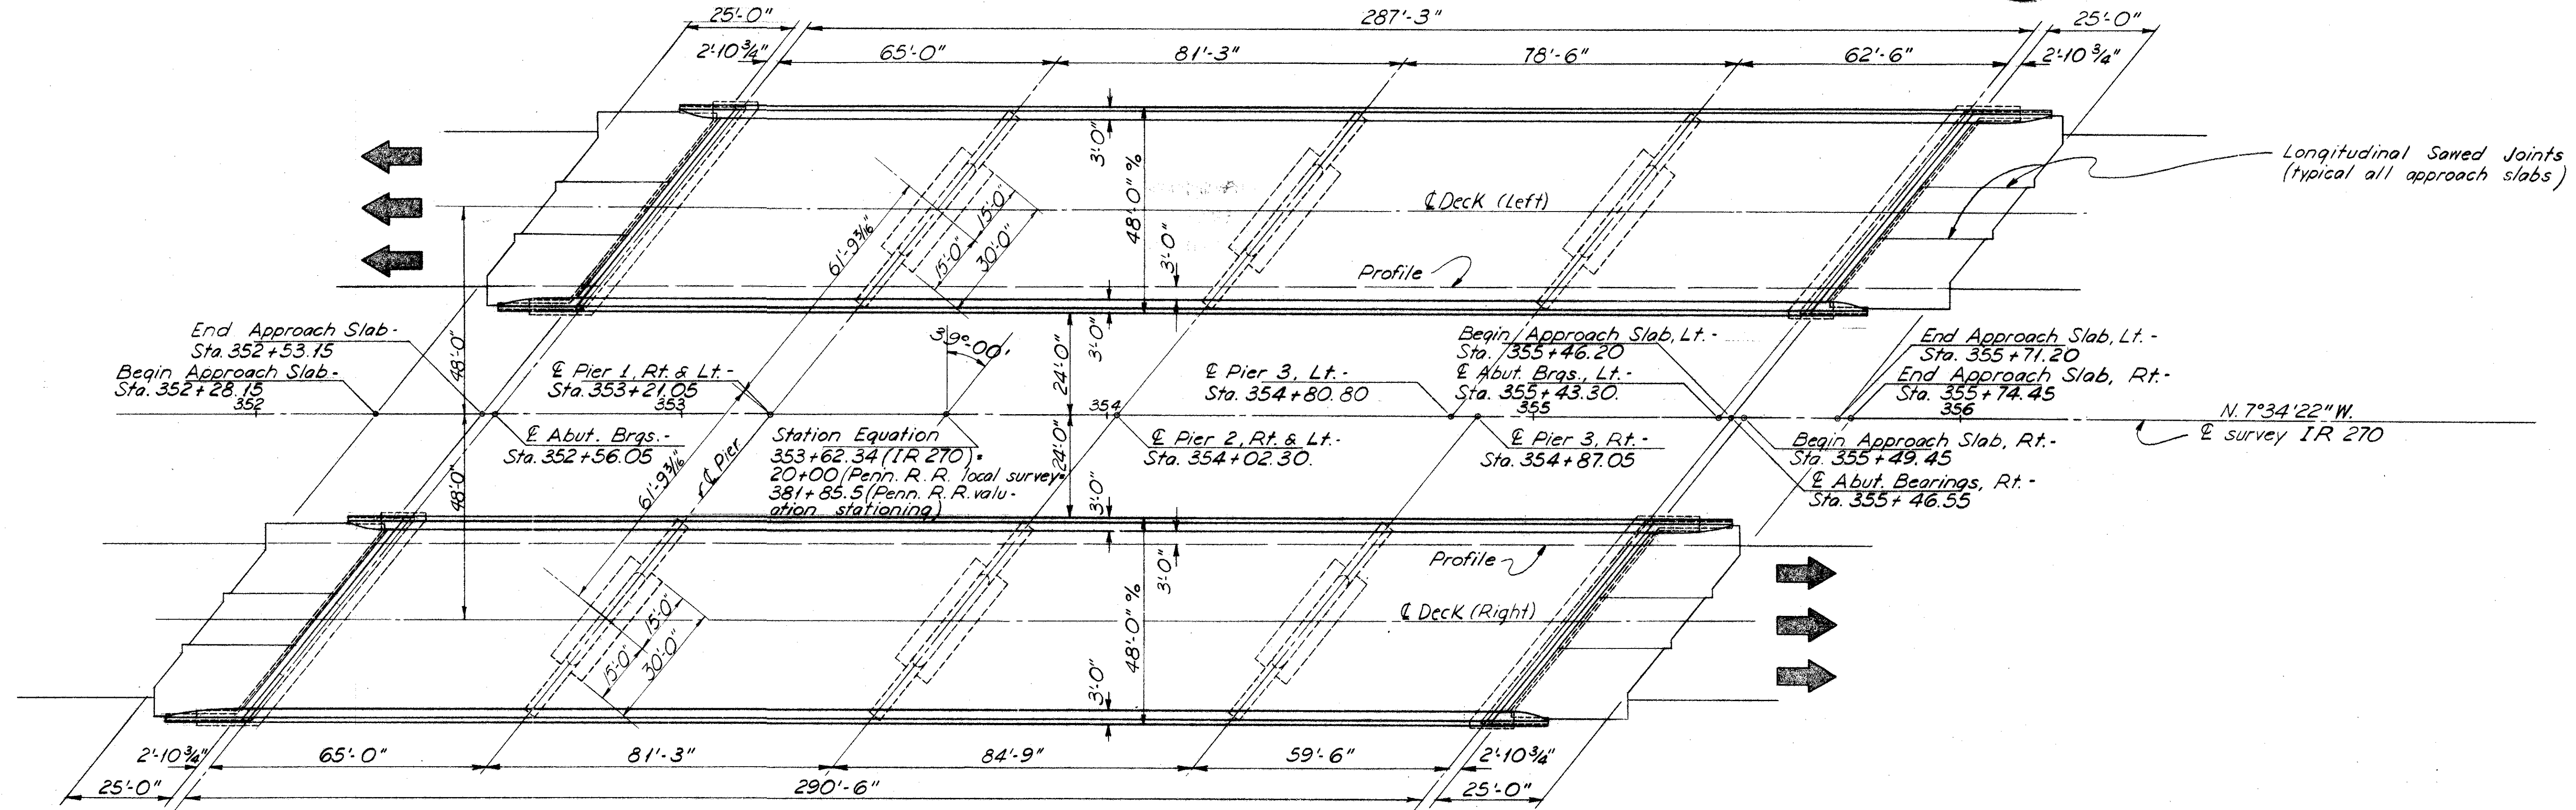 25'-0"
287'-3"
25'-0"
2'-10 3/4"
65'-0"
81'-3"
78'-6"
62'-6"
2'-10 3/4"
3'-0"
48'-0" %
Longitudinal Sawed Joints
(typical all approach slabs)
61'-9 3/16"
15'-0"
15'-0"
30'-0"
℄ Deck (Left)
3'-0"
Profile
End Approach Slab-
Sta. 352+53.15
Begin Approach Slab-
Sta. 352+28.15
352
48'-0"
℄ Pier 1, Rt. & Lt.-
Sta. 353+21.05
353
39°-00'
24'-0"
3'-0"
354
℄ Pier 3, Lt.-
Sta. 354+80.80
Begin Approach Slab, Lt.-
Sta. 355+46.20
℄ Abut. Brgs., Lt.-
Sta. 355+43.30.
355
End Approach Slab, Lt.-
Sta. 355+71.20
End Approach Slab, Rt.-
Sta. 355+74.45
356
N. 7°34'22" W.
℄ survey IR 270
℄ Abut. Brgs.-
Sta. 352+56.05
48'-0"
61'-9 3/16"
℄ Pier
Station Equation
353+62.34 (IR 270)=
20+00 (Penn. R.R. local survey=
381+85.5 (Penn. R.R. valu-
ation stationing)
24'-0"
3'-0"
℄ Pier 2, Rt. & Lt.-
Sta. 354+02.30.
℄ Pier 3, Rt.-
Sta. 354+87.05
Begin Approach Slab, Rt.-
Sta. 355+49.45
℄ Abut. Bearings, Rt.-
Sta. 355+46.55
Profile
3'-0"
15'-0"
15'-0"
30'-0"
48'-0" %
℄ Deck (Right)
3'-0"
2'-10 3/4"
65'-0"
81'-3"
84'-9"
59'-6"
2'-10 3/4"
25'-0"
290'-6"
25'-0"